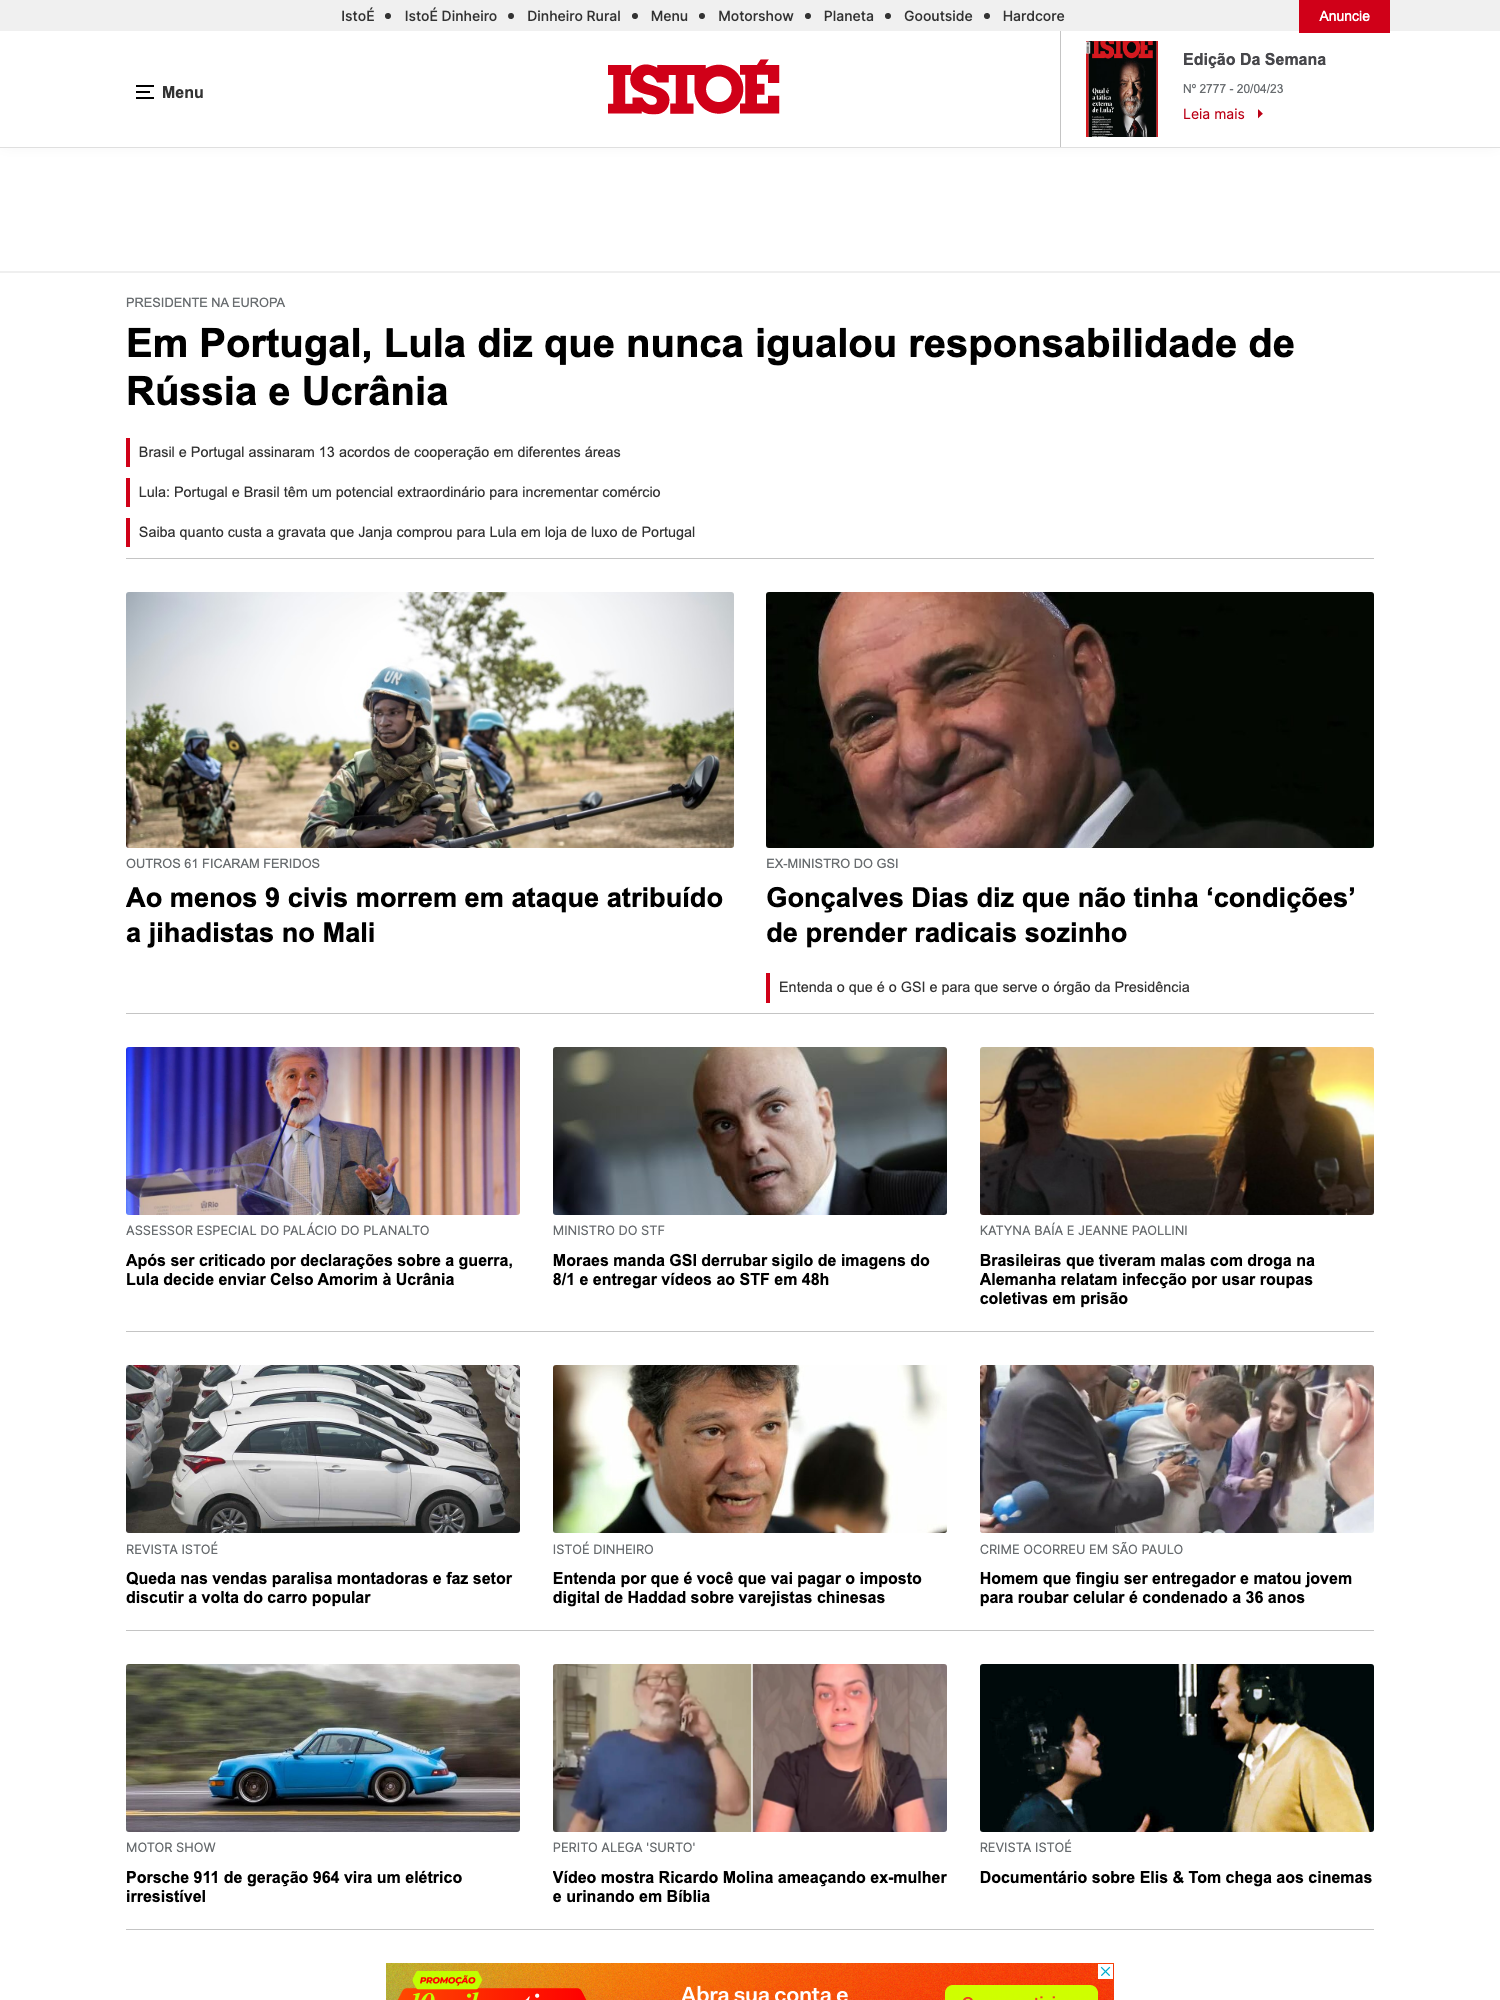 IstoÉ • IstoÉ Dinheiro • Dinheiro Rural • Menu • Motorshow • Planeta • Gooutside • Hardcore
Anuncie
Menu
ISTOÉ
ISTOÉ
Qual é
a tática
externa
de Lula?
Edição Da Semana
Nº 2777 - 20/04/23
Leia mais
PRESIDENTE NA EUROPA
Em Portugal, Lula diz que nunca igualou responsabilidade de
Rússia e Ucrânia
Brasil e Portugal assinaram 13 acordos de cooperação em diferentes áreas
Lula: Portugal e Brasil têm um potencial extraordinário para incrementar comércio
Saiba quanto custa a gravata que Janja comprou para Lula em loja de luxo de Portugal
UN
OUTROS 61 FICARAM FERIDOS
Ao menos 9 civis morrem em ataque atribuído
a jihadistas no Mali
EX-MINISTRO DO GSI
Gonçalves Dias diz que não tinha ‘condições’
de prender radicais sozinho
Entenda o que é o GSI e para que serve o órgão da Presidência
Rio
ASSESSOR ESPECIAL DO PALÁCIO DO PLANALTO
Após ser criticado por declarações sobre a guerra,
Lula decide enviar Celso Amorim à Ucrânia
MINISTRO DO STF
Moraes manda GSI derrubar sigilo de imagens do
8/1 e entregar vídeos ao STF em 48h
KATYNA BAÍA E JEANNE PAOLLINI
Brasileiras que tiveram malas com droga na
Alemanha relatam infecção por usar roupas
coletivas em prisão
REVISTA ISTOÉ
Queda nas vendas paralisa montadoras e faz setor
discutir a volta do carro popular
ISTOÉ DINHEIRO
Entenda por que é você que vai pagar o imposto
digital de Haddad sobre varejistas chinesas
CRIME OCORREU EM SÃO PAULO
Homem que fingiu ser entregador e matou jovem
para roubar celular é condenado a 36 anos
MOTOR SHOW
Porsche 911 de geração 964 vira um elétrico
irresistível
PERITO ALEGA 'SURTO'
Vídeo mostra Ricardo Molina ameaçando ex-mulher
e urinando em Bíblia
REVISTA ISTOÉ
Documentário sobre Elis & Tom chega aos cinemas
PROMOÇÃO
Abra sua conta e